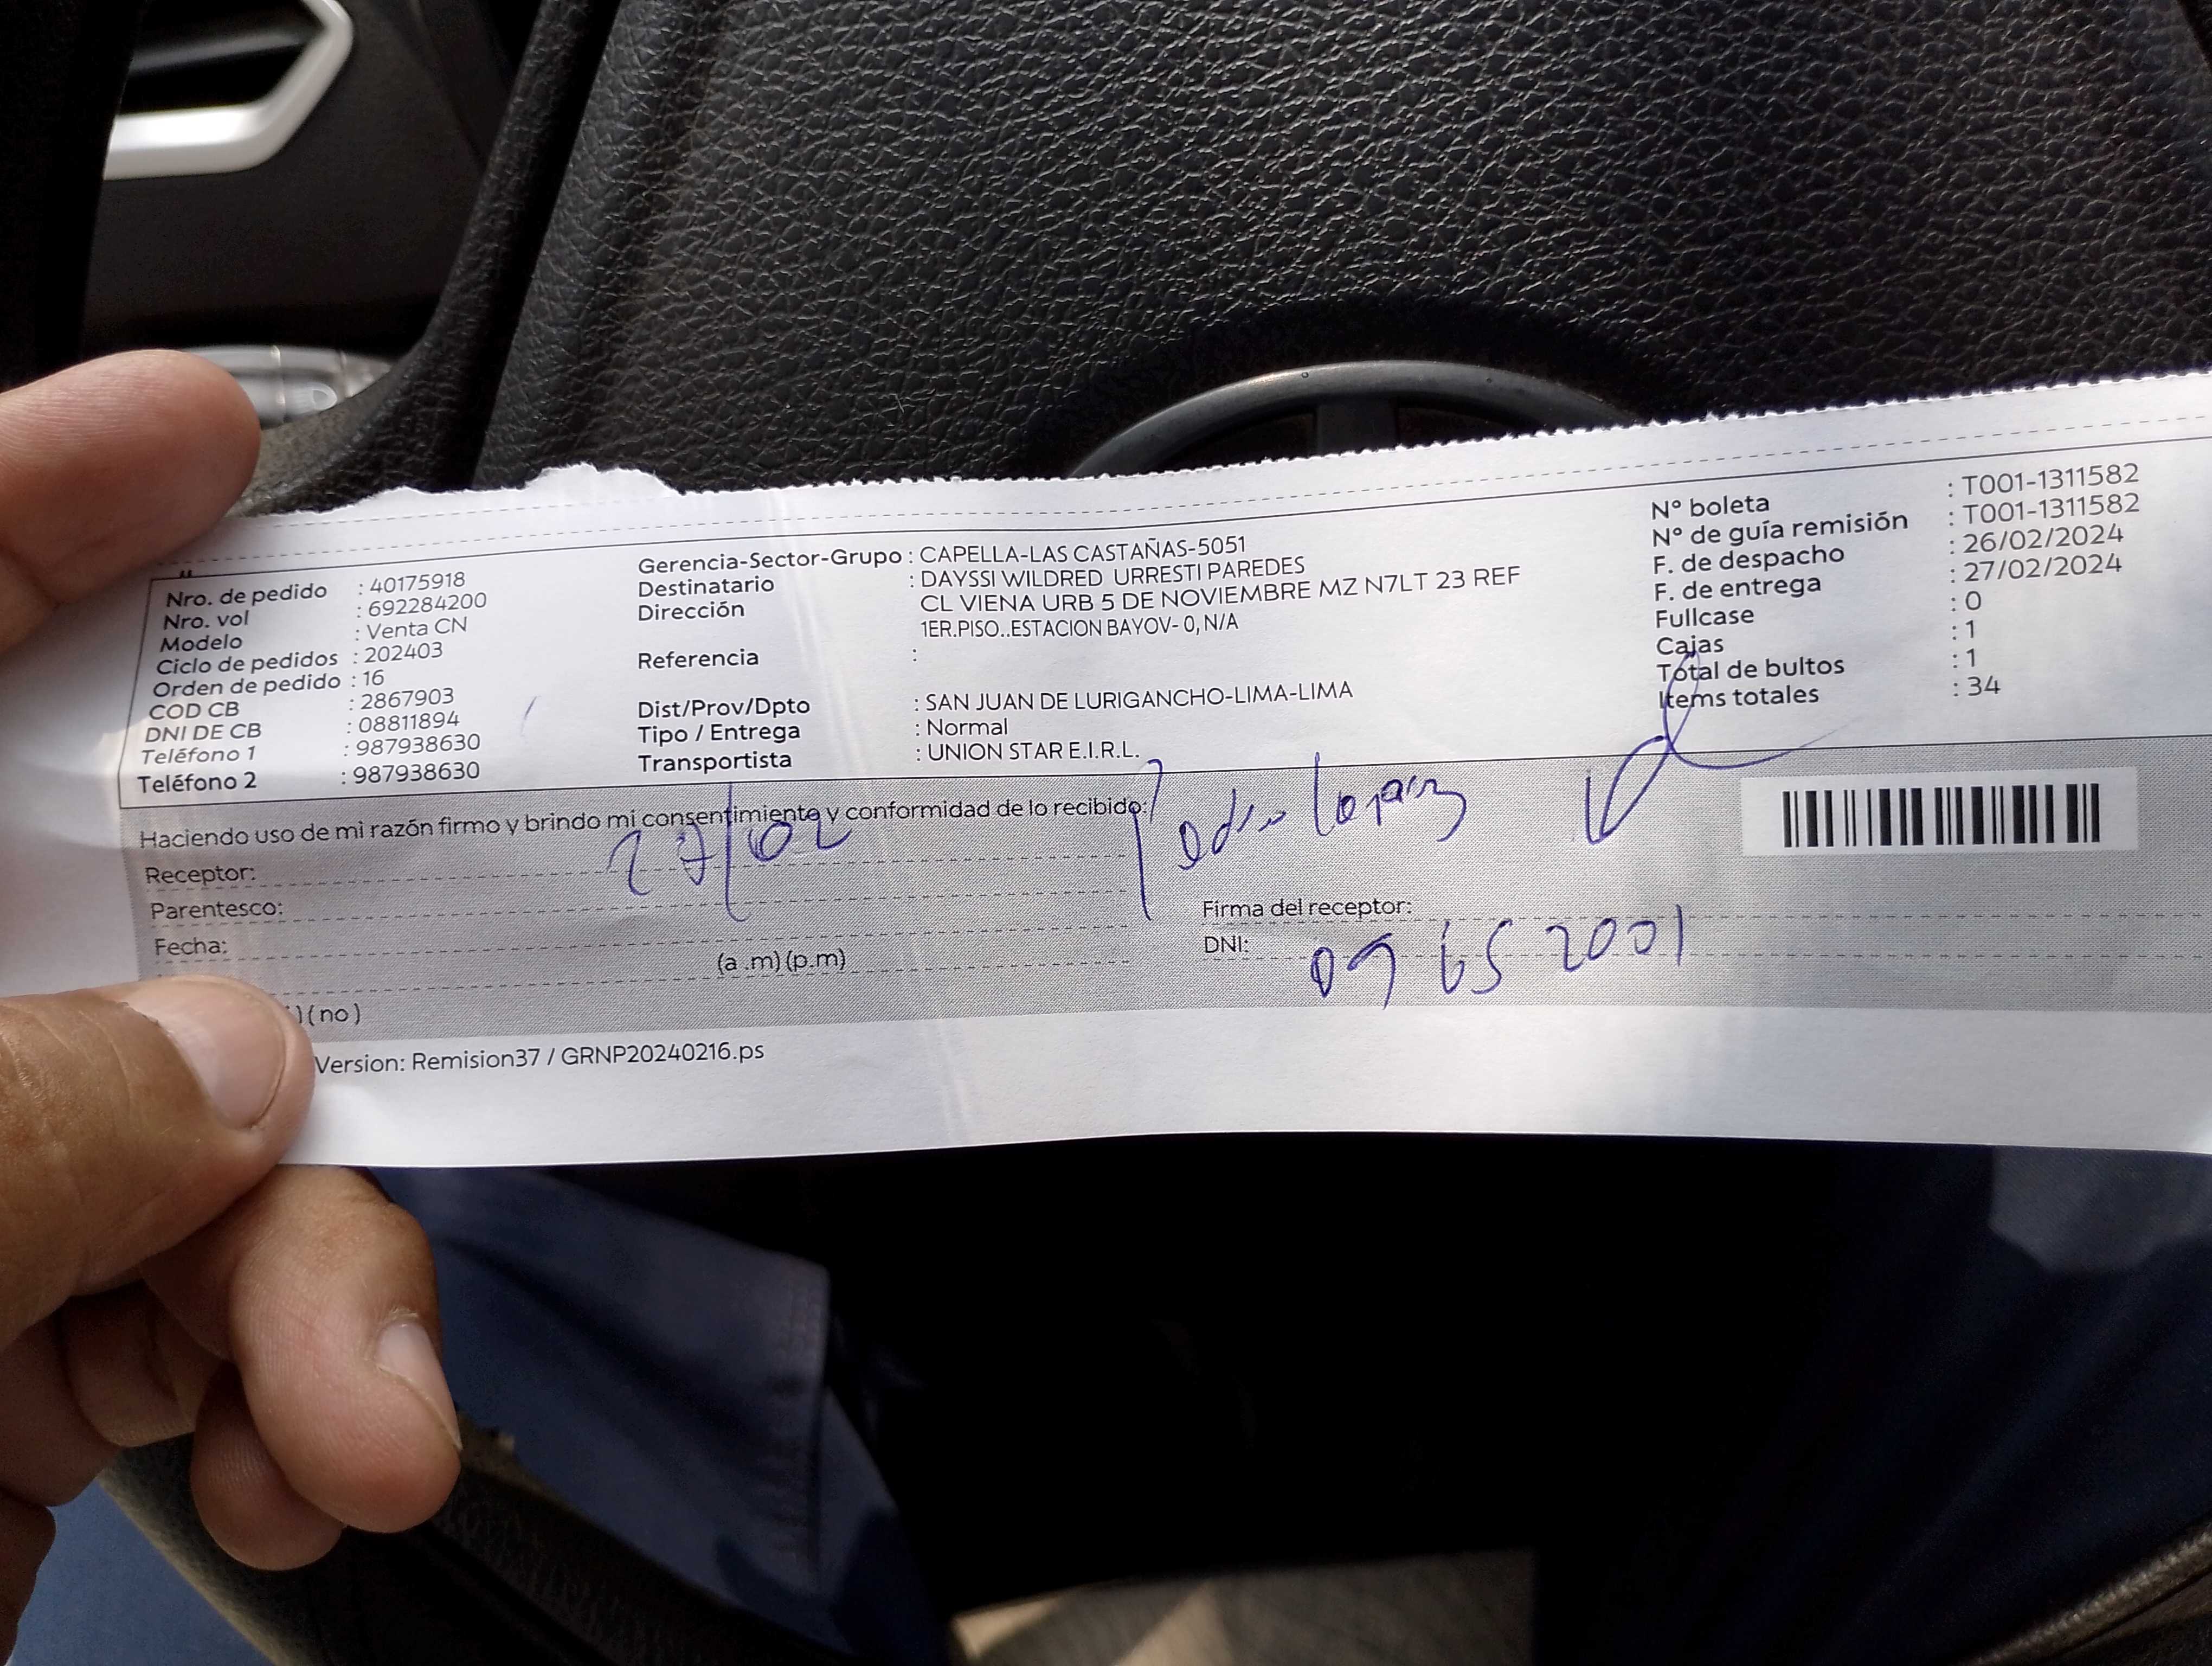 Nro. de pedido : 40175918
Nro. vol : 692284200
Modelo : Venta CN
Ciclo de pedidos : 202403
Orden de pedido : 16
COD CB : 2867903
DNI DE CB : 08811894
Teléfono 1 : 987938630
Teléfono 2 : 987938630
Gerencia-Sector-Grupo : CAPELLA-LAS CASTAÑAS-5051
Destinatario : DAYSSI WILDRED URRESTI PAREDES
Dirección CL VIENA URB 5 DE NOVIEMBRE MZ N7LT 23 REF
1ER.PISO..ESTACION BAYOV- 0, N/A
Referencia :
Dist/Prov/Dpto : SAN JUAN DE LURIGANCHO-LIMA-LIMA
Tipo / Entrega : Normal
Transportista : UNION STAR E.I.R.L.
N° boleta : T001-1311582
N° de guía remisión : T001-1311582
F. de despacho : 26/02/2024
F. de entrega : 27/02/2024
Fullcase : 0
Cajas : 1
Total de bultos : 1
Items totales : 34
Haciendo uso de mi razón firmo y brindo mi consentimiento y conformidad de lo recibido:
27/02
Pedro
Receptor:
Parentesco:
Fecha:
(a .m) (p.m)
Firma del receptor:
DNI: 09652001
) (no)
Version: Remision37 / GRNP20240216.ps